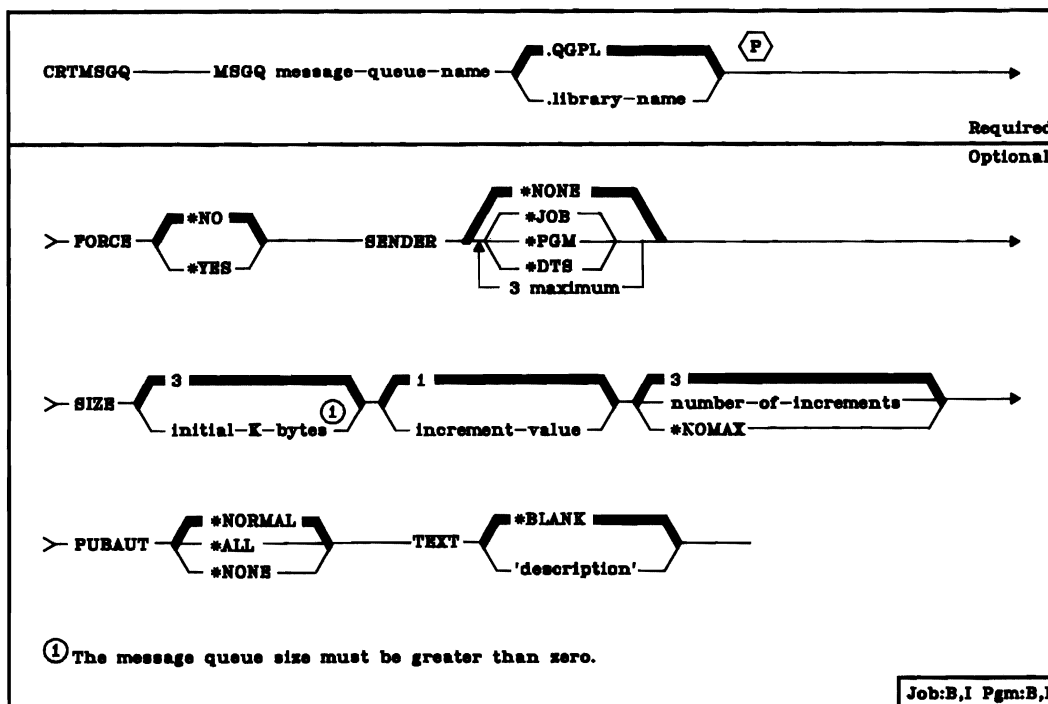 .QGPL P
CRTMSGQ MSGQ message-queue-name
.library-name
Required
Optional
*NONE
*NO *JOB
FORCE SENDER *PGM
*YES *DTS
3 maximum
3 1 3
SIZE number-of-increments
initial-K-bytes 1 increment-value *NOMAX
*NORMAL *BLANK
PUBAUT *ALL TEXT
*NONE 'description'
1 The message queue size must be greater than zero.
Job:B,I Pgm:B,